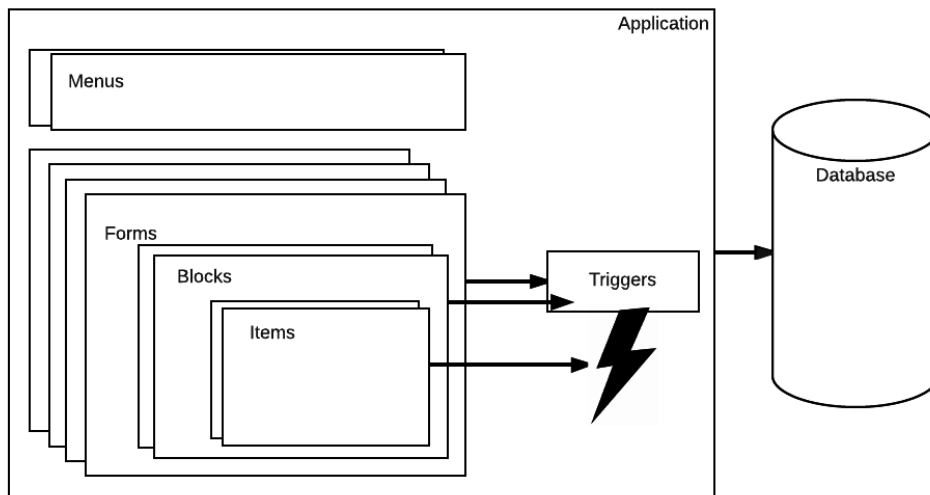 Application
Menus
Database
Forms
Blocks
Triggers
Items